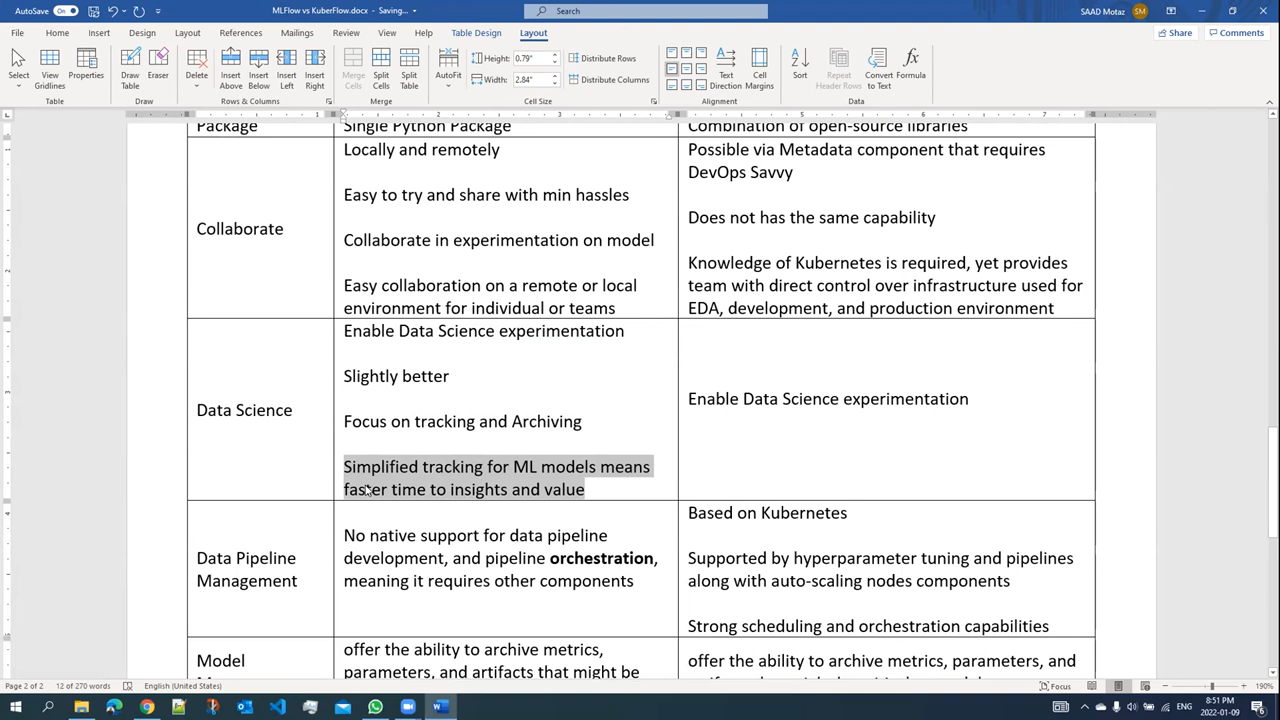 AutoSave On
MLFlow vs KuberFlow.docx - Saving...
Search
SAAD Motaz SM
File Home Insert Draw Design Layout References Mailings Review View Help Table Design Layout
Share Comments
Select
View Gridlines
Properties
Table
Draw Table
Eraser
Draw
Delete
Insert Above
Insert Below
Insert Left
Insert Right
Rows & Columns
Merge Cells
Split Cells
Split Table
Merge
AutoFit
Height: 0.79"
Width: 2.84"
Distribute Rows
Distribute Columns
Cell Size
Text Direction
Cell Margins
Alignment
Sort
Repeat Header Rows
Convert to Text
Formula
Data
Package
Single Python Package
Combination of open-source libraries
Collaborate
Locally and remotely
Easy to try and share with min hassles
Collaborate in experimentation on model
Easy collaboration on a remote or local
environment for individual or teams
Possible via Metadata component that requires
DevOps Savvy
Does not has the same capability
Knowledge of Kubernetes is required, yet provides
team with direct control over infrastructure used for
EDA, development, and production environment
Data Science
Enable Data Science experimentation
Slightly better
Focus on tracking and Archiving
Simplified tracking for ML models means
faster time to insights and value
Enable Data Science experimentation
Data Pipeline
Management
No native support for data pipeline
development, and pipeline orchestration,
meaning it requires other components
Based on Kubernetes
Supported by hyperparameter tuning and pipelines
along with auto-scaling nodes components
Strong scheduling and orchestration capabilities
Model
offer the ability to archive metrics,
parameters, and artifacts that might be
offer the ability to archive metrics, parameters, and
Page 2 of 2 12 of 270 words English (United States)
Focus
190%
ENG
8:51 PM
2022-01-09